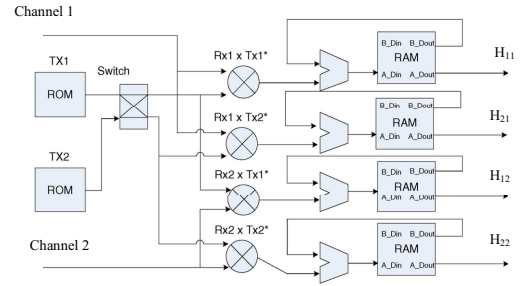 Channel 1
TX1
ROM
Switch
TX2
ROM
Channel 2
Rx1 x Tx1*
Rx1 x Tx2*
Rx2 x Tx1*
Rx2 x Tx2*
B_Din B_Dout
RAM
A_Din A_Dout
H11
B_Din B_Dout
RAM
A_Din A_Dout
H21
B_Din B_Dout
RAM
A_Din A_Dout
H12
B_Din B_Dout
RAM
A_Din A_Dout
H22